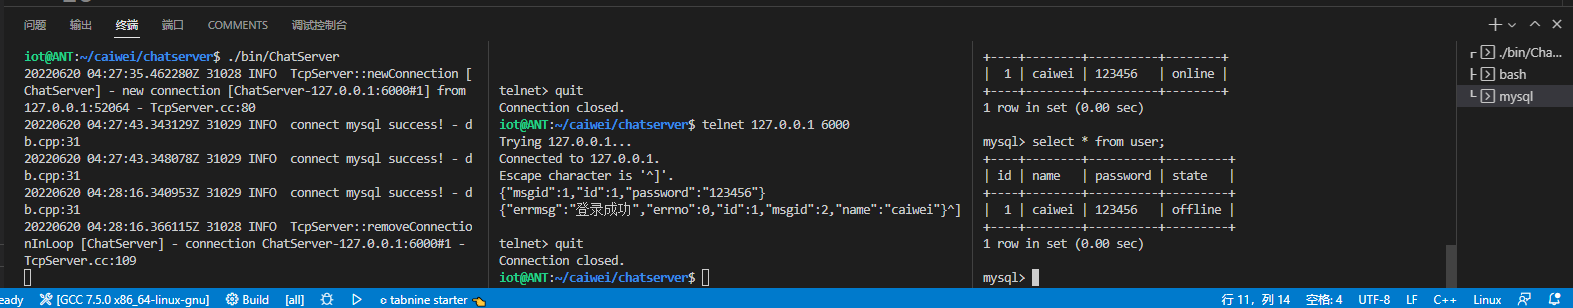 问题 输出 终端 端口 COMMENTS 调试控制台
iot@ANT:~/caiwei/chatserver$ ./bin/ChatServer
20220620 04:27:35.462280Z 31028 INFO  TcpServer::newConnection [
ChatServer] - new connection [ChatServer-127.0.0.1:6000#1] from
127.0.0.1:52064 - TcpServer.cc:80
20220620 04:27:43.343129Z 31029 INFO  connect mysql success! - d
b.cpp:31
20220620 04:27:43.348078Z 31029 INFO  connect mysql success! - d
b.cpp:31
20220620 04:28:16.340953Z 31029 INFO  connect mysql success! - d
b.cpp:31
20220620 04:28:16.366115Z 31028 INFO  TcpServer::removeConnectio
nInLoop [ChatServer] - connection ChatServer-127.0.0.1:6000#1 -
TcpServer.cc:109
telnet> quit
Connection closed.
iot@ANT:~/caiwei/chatserver$ telnet 127.0.0.1 6000
Trying 127.0.0.1...
Connected to 127.0.0.1.
Escape character is '^]'.
{"msgid":1,"id":1,"password":"123456"}
{"errmsg":"登录成功","errno":0,"id":1,"msgid":2,"name":"caiwei"}^]
telnet> quit
Connection closed.
iot@ANT:~/caiwei/chatserver$
+----+--------+----------+--------+
|  1 | caiwei | 123456   | online |
+----+--------+----------+--------+
1 row in set (0.00 sec)
mysql> select * from user;
+----+--------+----------+---------+
| id | name   | password | state   |
+----+--------+----------+---------+
|  1 | caiwei | 123456   | offline |
+----+--------+----------+---------+
1 row in set (0.00 sec)
mysql>
./bin/Cha...
bash
mysql
eady [GCC 7.5.0 x86_64-linux-gnu] Build [all] tabnine starter 行 11，列 14 空格: 4 UTF-8 LF C++ Linux